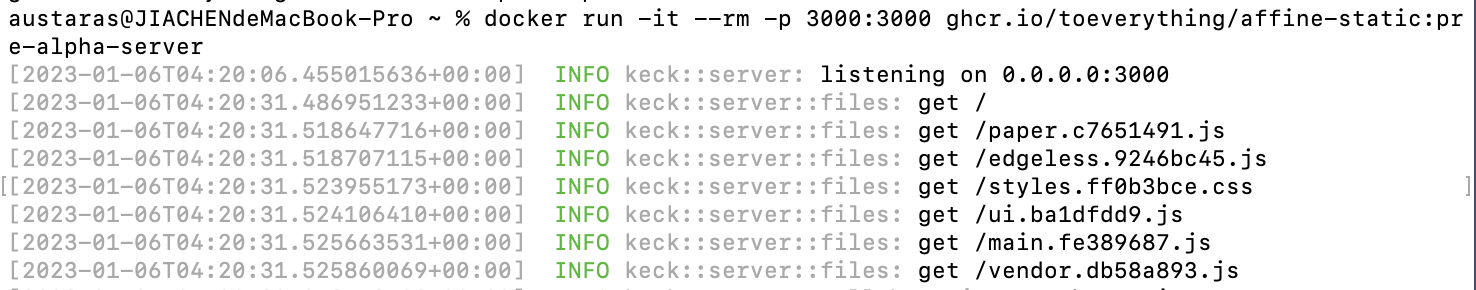 austaras@JIACHENdeMacBook-Pro ~ % docker run -it --rm -p 3000:3000 ghcr.io/toeverything/affine-static:pr
e-alpha-server
[2023-01-06T04:20:06.455015636+00:00]  INFO keck::server: listening on 0.0.0.0:3000
[2023-01-06T04:20:31.486951233+00:00]  INFO keck::server::files: get /
[2023-01-06T04:20:31.518647716+00:00]  INFO keck::server::files: get /paper.c7651491.js
[2023-01-06T04:20:31.518707115+00:00]  INFO keck::server::files: get /edgeless.9246bc45.js
[[2023-01-06T04:20:31.523955173+00:00]  INFO keck::server::files: get /styles.ff0b3bce.css ]
[2023-01-06T04:20:31.524106410+00:00]  INFO keck::server::files: get /ui.ba1dfdd9.js
[2023-01-06T04:20:31.525663531+00:00]  INFO keck::server::files: get /main.fe389687.js
[2023-01-06T04:20:31.525860069+00:00]  INFO keck::server::files: get /vendor.db58a893.js